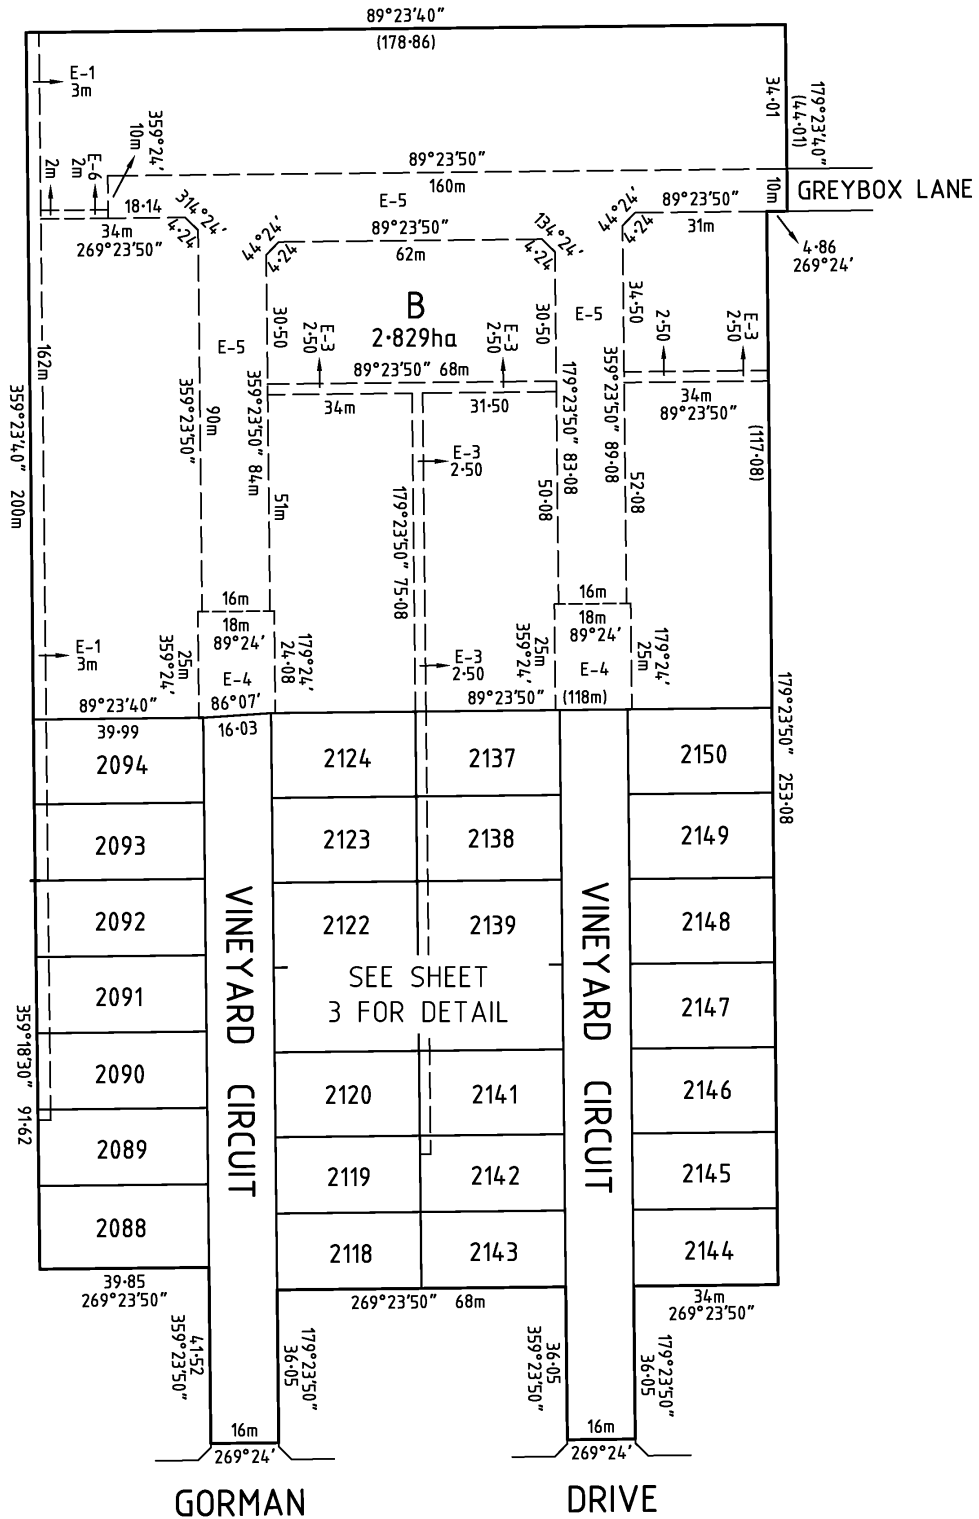 89°23'40"
(178·86)
E-1
3m
34·01
179°23'40"
(44·01)
359°24'
10m
E-6
2m
2m
89°23'50"
160m
E-5
10m
GREYBOX LANE
18·14
314°24'
4·24
34m
269°23'50"
44°24'
4·24
89°23'50"
62m
134°24'
4·24
44°24'
4·24
89°23'50"
31m
4·86
269°24'
B
2·829ha
E-5
30·50
E-3
2·50
E-3
2·50
30·50
E-5
34·50
2·50
E-3
2·50
162m
89°23'50" 68m
34m
31·50
34m
89°23'50"
359°23'40" 200m
359°23'50"
90m
359°23'50" 84m
51m
E-3
2·50
179°23'50" 75·08
179°23'50" 83·08
50·08
359°23'50" 89·08
52·08
(117·08)
16m
18m
89°24'
16m
18m
89°24'
E-1
3m
25m
359°24'
E-4
179°24'
24·08
E-3
2·50
25m
359°24'
E-4
179°24'
25m
89°23'40"
86°07'
89°23'50" (118m)
179°23'50" 253·08
39·99
16·03
2094
2124
2137
2150
2093
2123
2138
2149
2092
2122
2139
2148
VINEYARD CIRCUIT
VINEYARD CIRCUIT
SEE SHEET
3 FOR DETAIL
2091
2147
359°18'30" 91·62
2090
2120
2141
2146
2089
2119
2142
2145
2088
2118
2143
2144
39·85
269°23'50"
269°23'50" 68m
34m
269°23'50"
41·52
359°23'50"
179°23'50"
36·05
36·05
359°23'50"
179°23'50"
36·05
16m
269°24'
16m
269°24'
GORMAN DRIVE